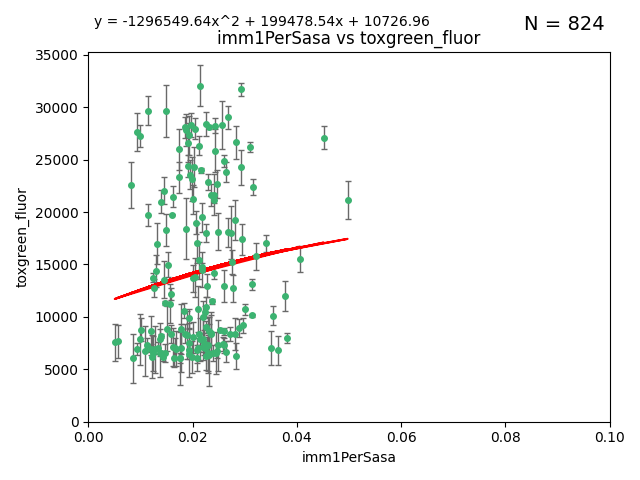 y = -1296549.64x^2 + 199478.54x + 10726.96
N = 824
imm1PerSasa vs toxgreen_fluor
35000
30000
25000
20000
15000
10000
5000
0
toxgreen_fluor
0.00 0.02 0.04 0.06 0.08 0.10
imm1PerSasa